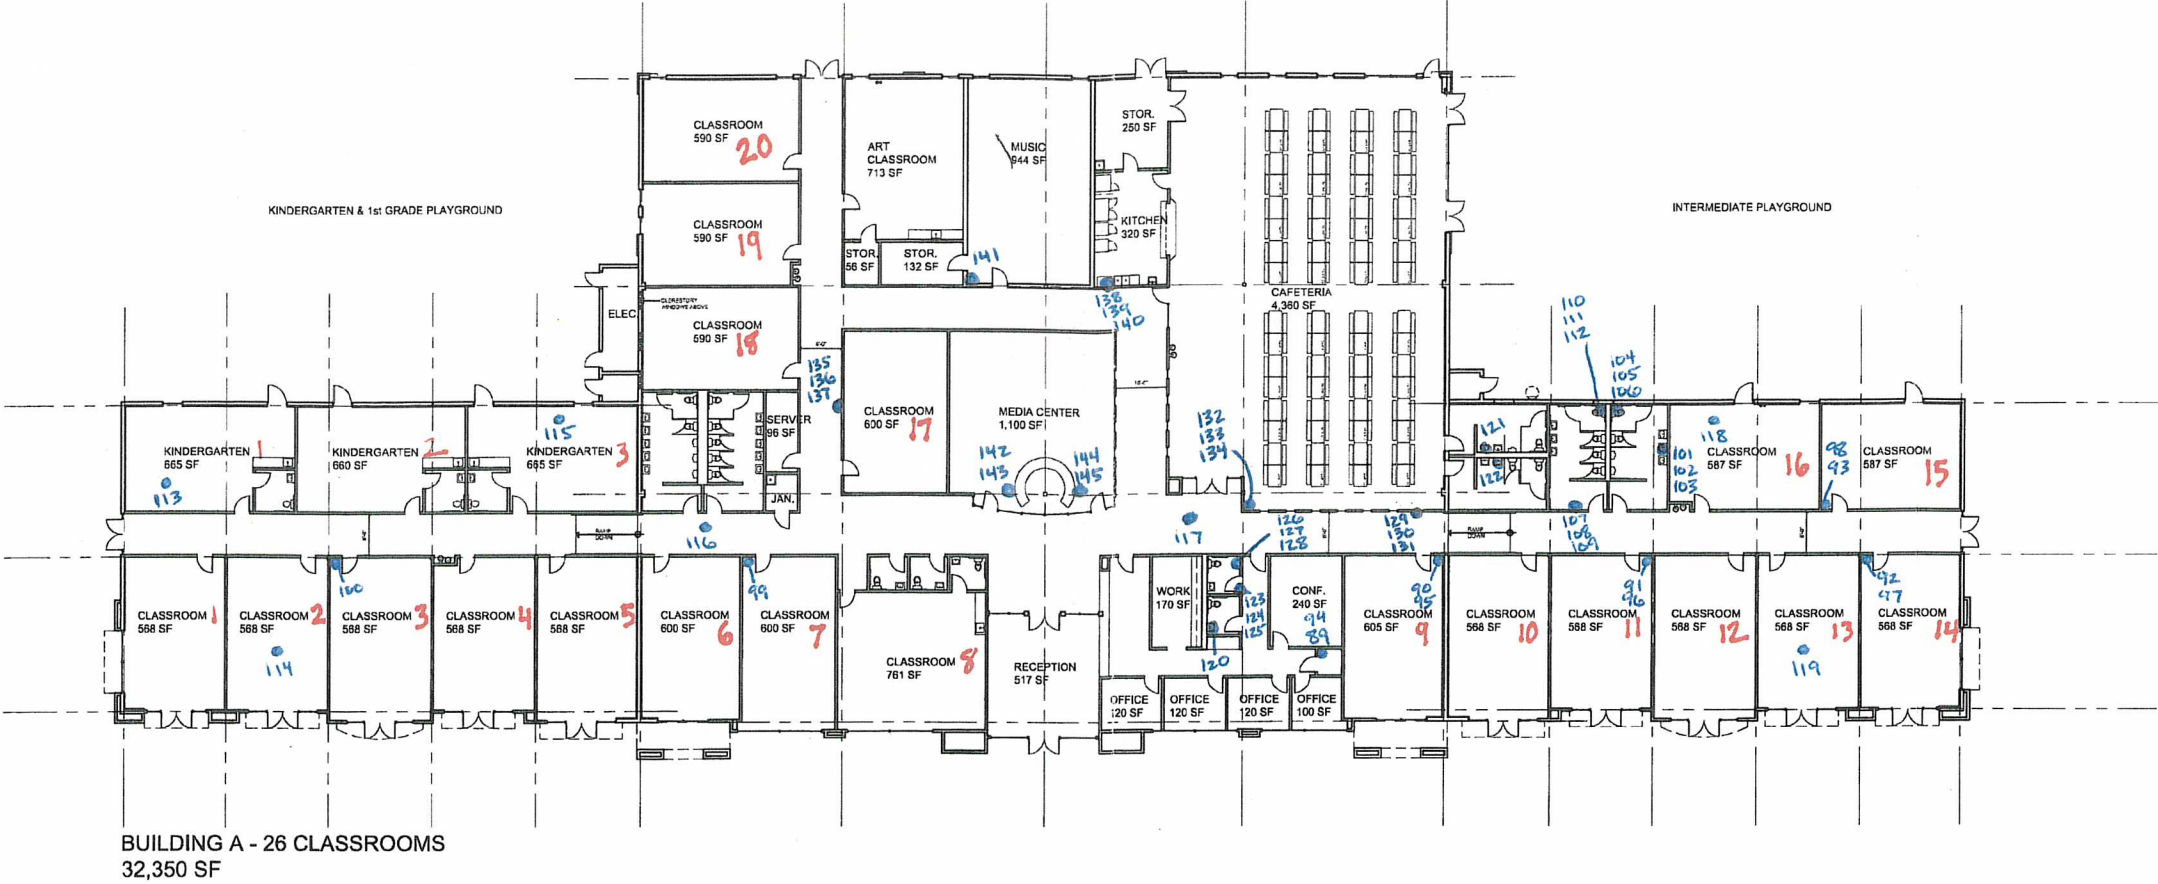 CLASSROOM
590 SF
20
ART
CLASSROOM
713 SF
MUSIC
944 SF
STOR.
250 SF
KINDERGARTEN & 1st GRADE PLAYGROUND
INTERMEDIATE PLAYGROUND
CLASSROOM
590 SF
19
KITCHEN
320 SF
STOR.
56 SF
STOR.
132 SF
141
CLERESTORY
WINDOWS ABOVE
ELEC
CLASSROOM
590 SF
18
138
139
140
CAFETERIA
4,360 SF
110
111
112
135
136
137
104
105
106
SERVER
96 SF
CLASSROOM
600 SF
17
MEDIA CENTER
1,100 SF
132
133
134
KINDERGARTEN
665 SF
1
113
KINDERGARTEN
660 SF
2
115
KINDERGARTEN
665 SF
3
JAN.
142
143
144
145
121
122
101
102
103
118
CLASSROOM
587 SF
16
98
93
CLASSROOM
587 SF
15
RAMP
DOWN
116
117
126
127
128
129
130
131
RAMP
DOWN
107
108
109
CLASSROOM
568 SF
1
CLASSROOM
568 SF
2
114
100
CLASSROOM
568 SF
3
CLASSROOM
568 SF
4
CLASSROOM
568 SF
5
CLASSROOM
600 SF
6
99
CLASSROOM
600 SF
7
CLASSROOM
761 SF
8
RECEPTION
517 SF
WORK
170 SF
123
124
125
120
CONF.
240 SF
94
89
90
95
CLASSROOM
605 SF
9
CLASSROOM
568 SF
10
91
96
CLASSROOM
568 SF
11
CLASSROOM
568 SF
12
CLASSROOM
568 SF
13
119
92
97
CLASSROOM
568 SF
14
OFFICE
120 SF
OFFICE
120 SF
OFFICE
120 SF
OFFICE
100 SF
BUILDING A - 26 CLASSROOMS
32,350 SF